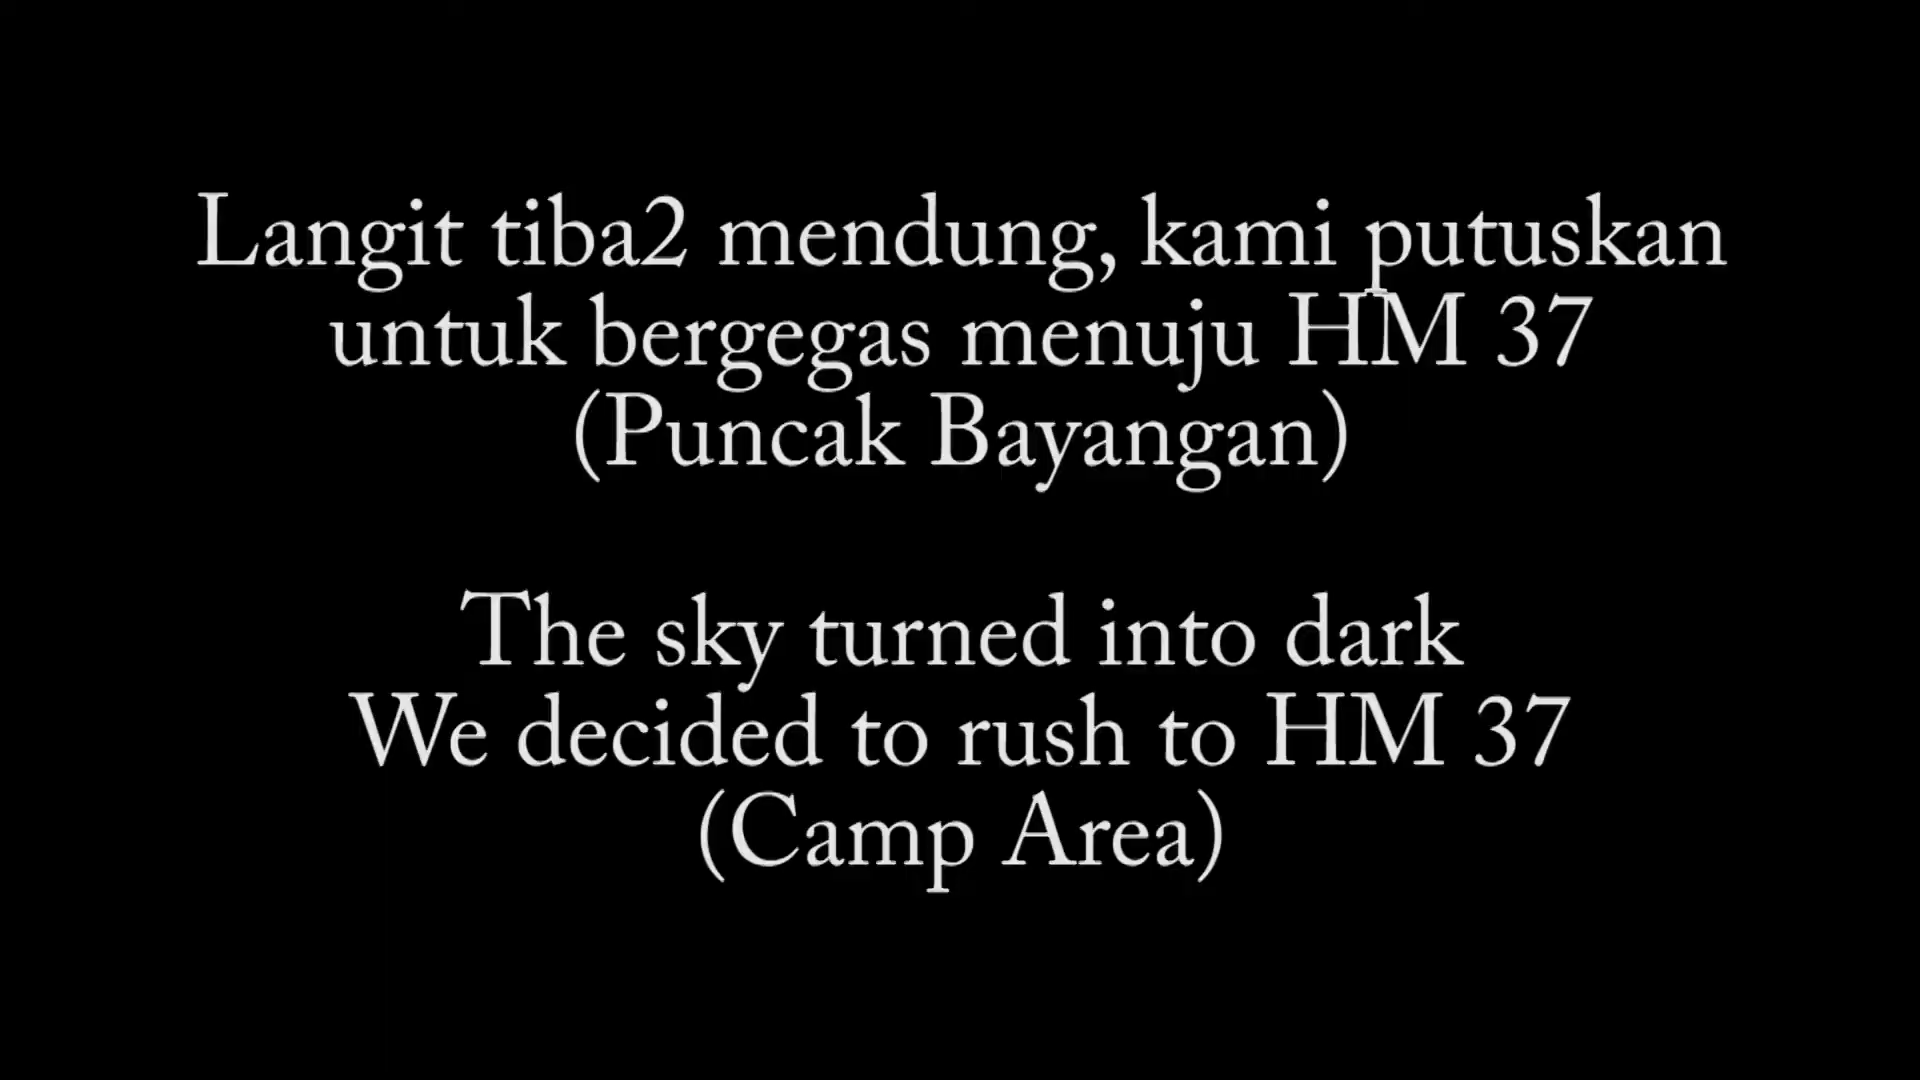 Langit tiba2 mendung, kami putuskan
untuk bergegas menuju HM 37
(Puncak Bayangan)
The sky turned into dark
We decided to rush to HM 37
(Camp Area)